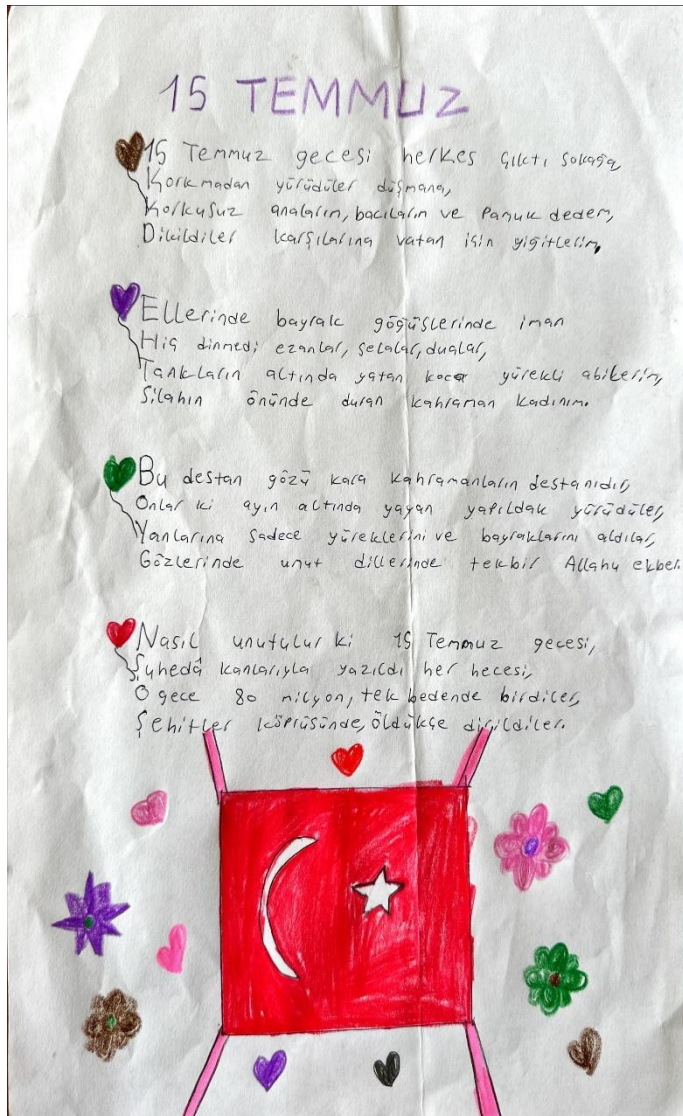 15 TEMMUZ
15 Temmuz gecesi herkes çıktı sokağa,
Korkmadan yürüdüler düşmana,
Korkusuz anaların, bacıların ve Pamuk dedem,
Dikildiler karşılarına vatan için yiğitlerim,
Ellerinde bayrak göğüslerinde iman
Hiç dinmedi ezanlar, selalar, dualar,
Tankların altında yatan koca yürekli abilerim,
Silahın önünde duran kahraman kadınım.
Bu destan gözü kara kahramanların destanıdır,
Onlar ki ayın altında yayan yapıldak yürüdüler,
Yanlarına sadece yüreklerini ve bayraklarını aldılar,
Gözlerinde umut dillerinde tekbir Allahu ekber.
Nasıl unutulur ki 15 Temmuz gecesi,
Şuhedâ kanlarıyla yazıldı her hecesi,
O gece 80 milyon, tek bedende birdiler,
Şehitler köprüsünde, öldükçe dirildiler.